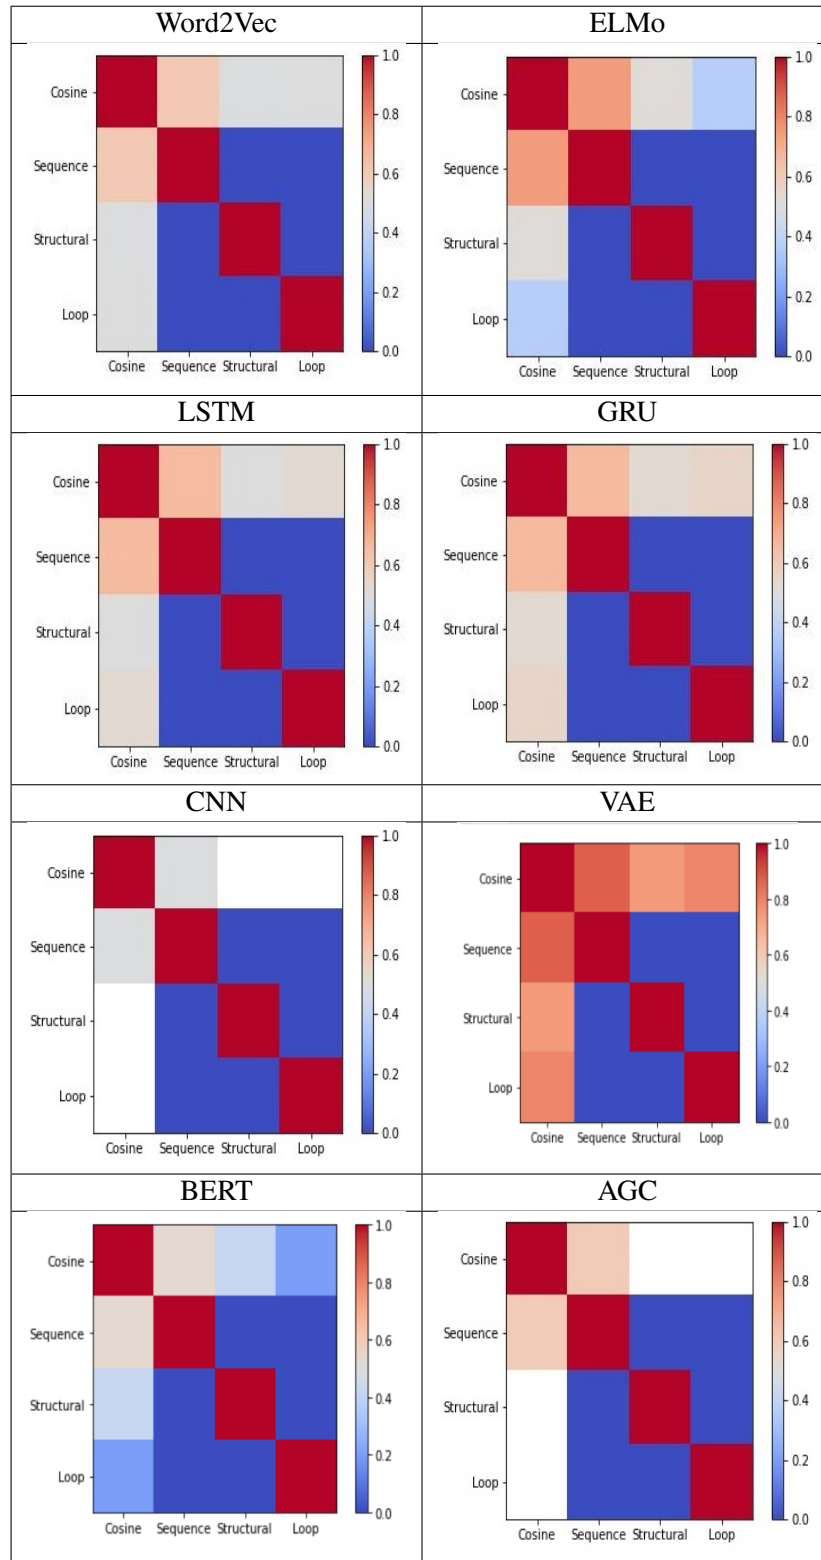 Word2Vec
Cosine
Sequence
Structural
Loop
Cosine Sequence Structural Loop
1.0
0.8
0.6
0.4
0.2
0.0
ELMo
Cosine
Sequence
Structural
Loop
Cosine Sequence Structural Loop
1.0
0.8
0.6
0.4
0.2
0.0
LSTM
Cosine
Sequence
Structural
Loop
Cosine Sequence Structural Loop
1.0
0.8
0.6
0.4
0.2
0.0
GRU
Cosine
Sequence
Structural
Loop
Cosine Sequence Structural Loop
1.0
0.8
0.6
0.4
0.2
0.0
CNN
Cosine
Sequence
Structural
Loop
Cosine Sequence Structural Loop
1.0
0.8
0.6
0.4
0.2
0.0
VAE
Cosine
Sequence
Structural
Loop
Cosine Sequence Structural Loop
1.0
0.8
0.6
0.4
0.2
0.0
BERT
Cosine
Sequence
Structural
Loop
Cosine Sequence Structural Loop
1.0
0.8
0.6
0.4
0.2
0.0
AGC
Cosine
Sequence
Structural
Loop
Cosine Sequence Structural Loop
1.0
0.8
0.6
0.4
0.2
0.0